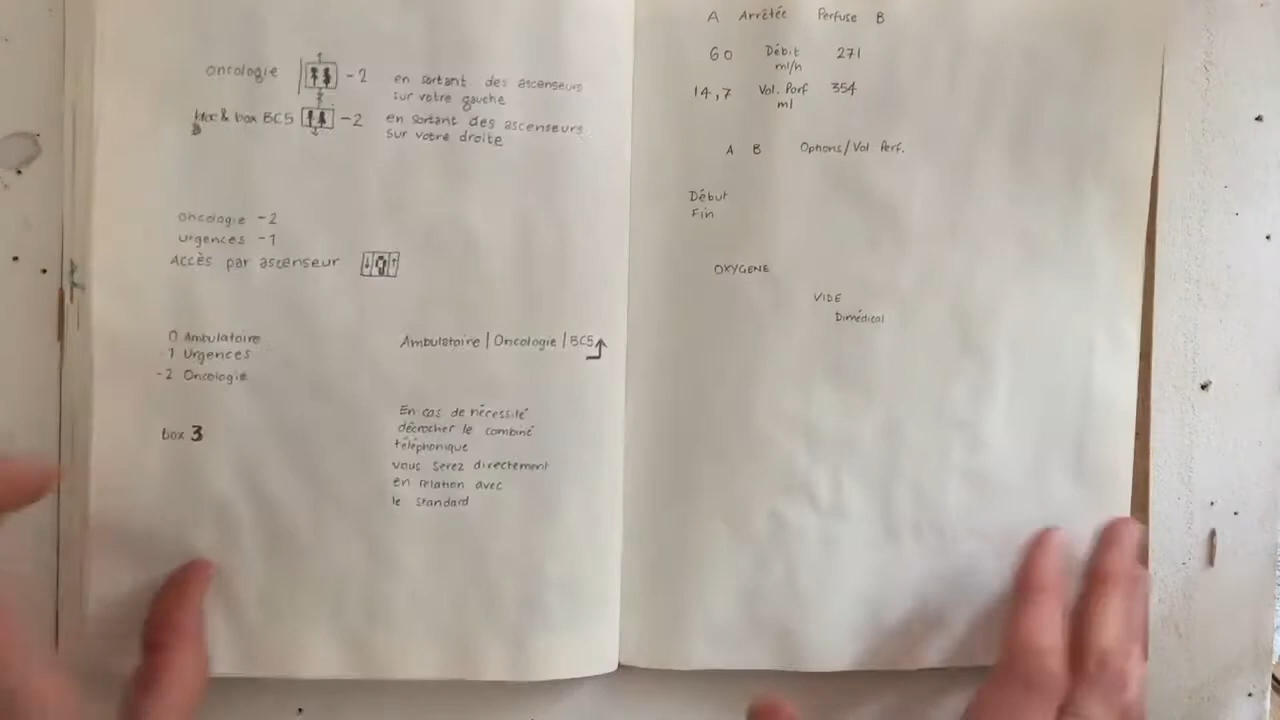 oncologie -2 en sortant des ascenseurs
sur votre gauche
bloc & box BC5 -2 en sortant des ascenseurs
sur votre droite
oncologie -2
urgences -1
Accès par ascenseur
0 Ambulatoire
-1 Urgences
-2 Oncologie
Ambulatoire | Oncologie | BC5
box 3
En cas de nécessité
décrocher le combiné
téléphonique
vous serez directement
en relation avec
le standard
A Arrêtée Perfuse B
60 Débit 271
ml/h
14,7 Vol. Perf 354
ml
A B Options/Vol Perf.
Début
Fin
OXYGENE
VIDE
Dimédical